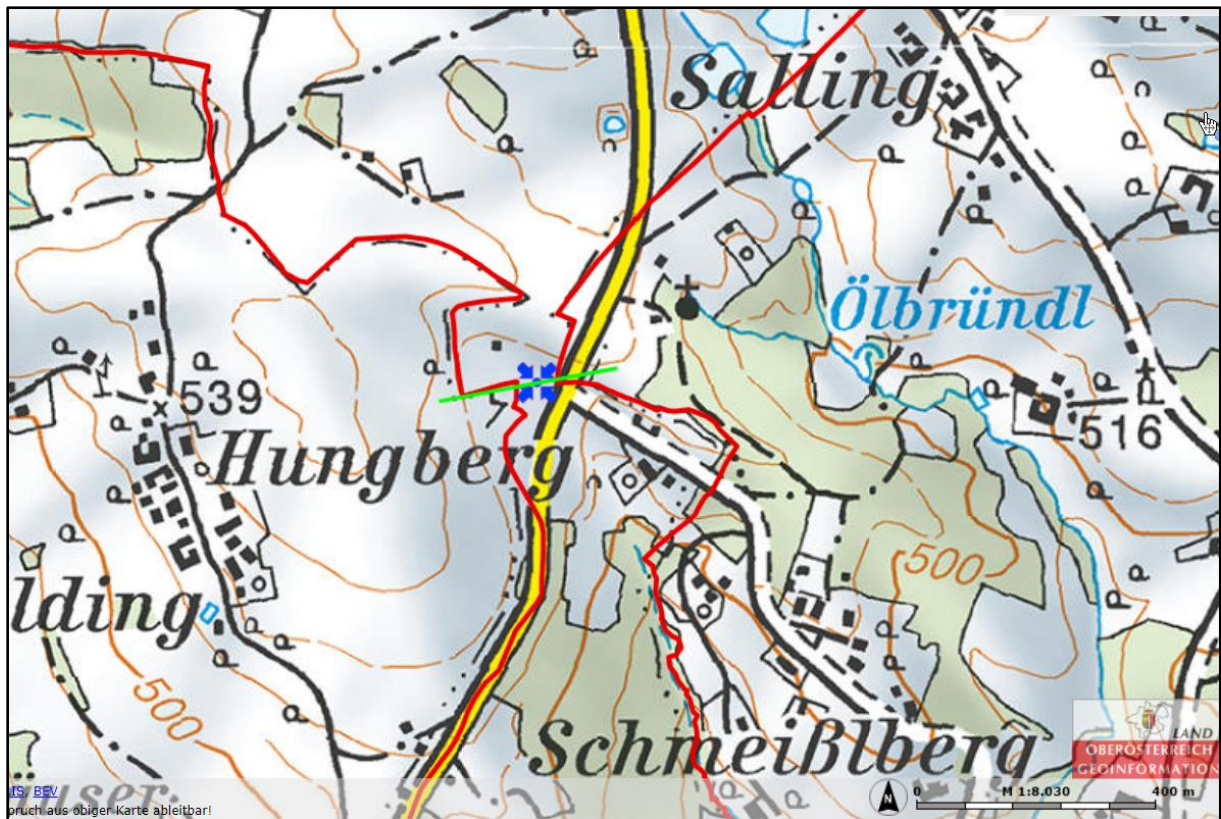 Salling
Ölbründl
539
516
Hungberg
500
lding
500
Schmeißlberg
LAND
OBERÖSTERREICH
GEOINFORMATION
BEV
0 M 1:8.030 400 m
N
pruch aus obiger Karte ableitbar!